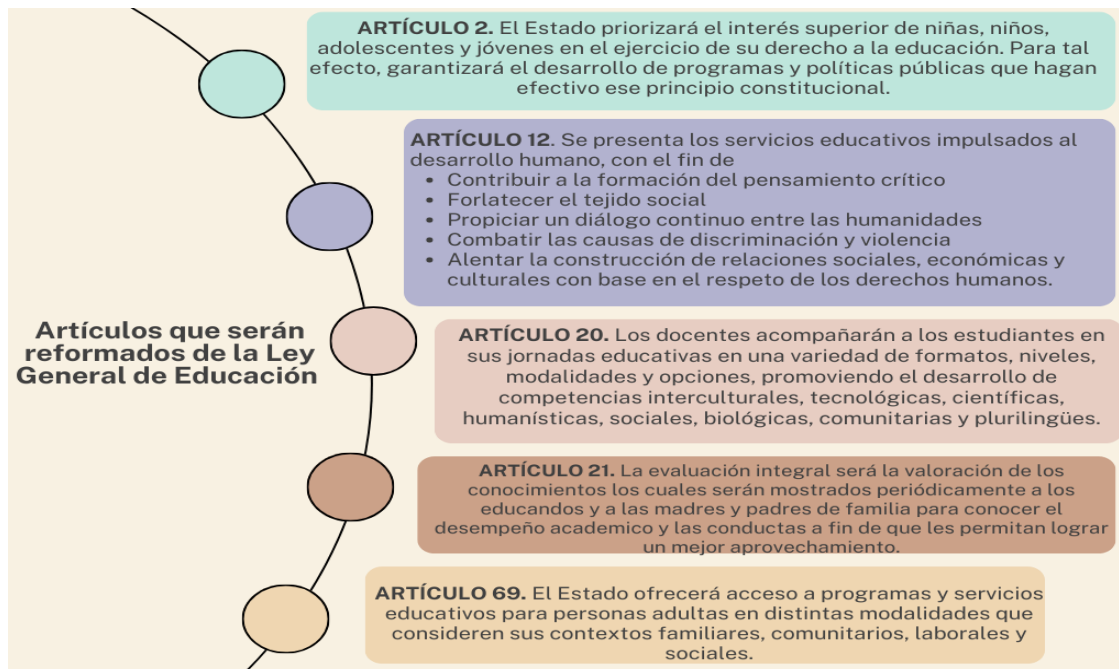 ARTÍCULO 2. El Estado priorizará el interés superior de niñas, niños,
adolescentes y jóvenes en el ejercicio de su derecho a la educación. Para tal
efecto, garantizará el desarrollo de programas y políticas públicas que hagan
efectivo ese principio constitucional.
ARTÍCULO 12. Se presenta los servicios educativos impulsados al
desarrollo humano, con el fin de
• Contribuir a la formación del pensamiento crítico
• Forlatecer el tejido social
• Propiciar un diálogo continuo entre las humanidades
• Combatir las causas de discriminación y violencia
• Alentar la construcción de relaciones sociales, económicas y
culturales con base en el respeto de los derechos humanos.
Artículos que serán
reformados de la Ley
General de Educación
ARTÍCULO 20. Los docentes acompañarán a los estudiantes en
sus jornadas educativas en una variedad de formatos, niveles,
modalidades y opciones, promoviendo el desarrollo de
competencias interculturales, tecnológicas, científicas,
humanísticas, sociales, biológicas, comunitarias y plurilingües.
ARTÍCULO 21. La evaluación integral será la valoración de los
conocimientos los cuales serán mostrados periódicamente a los
educandos y a las madres y padres de familia para conocer el
desempeño academico y las conductas a fin de que les permitan lograr
un mejor aprovechamiento.
ARTÍCULO 69. El Estado ofrecerá acceso a programas y servicios
educativos para personas adultas en distintas modalidades que
consideren sus contextos familiares, comunitarios, laborales y
sociales.